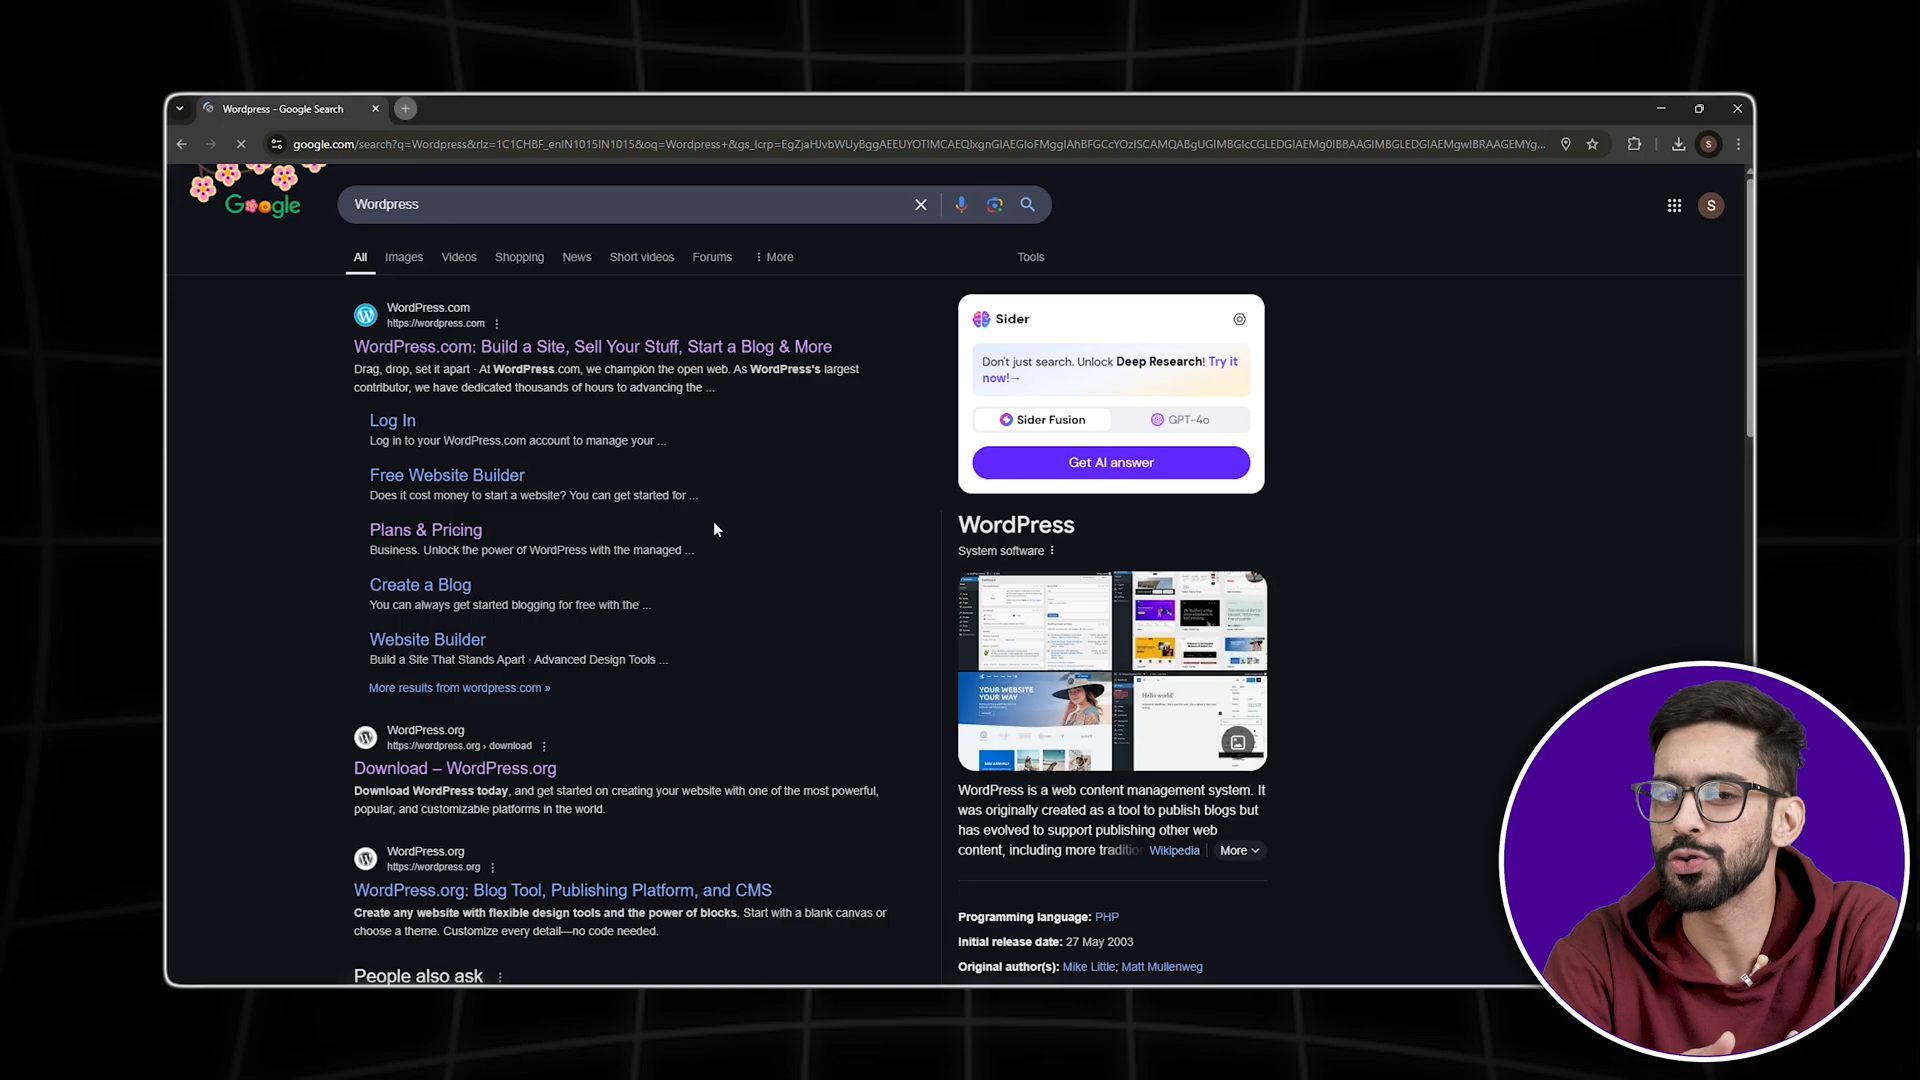 Wordpress - Google Search
google.com/search?q=Wordpress&rlz=1C1CHBF_enIN1015IN1015&oq=Wordpress+&gs_lcrp=
Google
Wordpress
S
All Images Videos Shopping News Short videos Forums More Tools
WordPress.com
https://wordpress.com
WordPress.com: Build a Site, Sell Your Stuff, Start a Blog & More
Drag, drop, set it apart · At WordPress.com, we champion the open web. As WordPress's largest
contributor, we have dedicated thousands of hours to advancing the ...
Log In
Log in to your WordPress.com account to manage your ...
Free Website Builder
Does it cost money to start a website? You can get started for ...
Plans & Pricing
Business. Unlock the power of WordPress with the managed ...
Create a Blog
You can always get started blogging for free with the ...
Website Builder
Build a Site That Stands Apart · Advanced Design Tools ...
More results from wordpress.com »
WordPress.org
https://wordpress.org › download
Download – WordPress.org
Download WordPress today, and get started on creating your website with one of the most powerful,
popular, and customizable platforms in the world.
WordPress.org
https://wordpress.org
WordPress.org: Blog Tool, Publishing Platform, and CMS
Create any website with flexible design tools and the power of blocks. Start with a blank canvas or
choose a theme. Customize every detail—no code needed.
People also ask
Sider
Don't just search. Unlock Deep Research! Try it
now!→
Sider Fusion GPT-4o
Get AI answer
WordPress
System software
YOUR WEBSITE
YOUR WAY
Hello world!
WordPress is a web content management system. It
was originally created as a tool to publish blogs but
has evolved to support publishing other web
content, including more traditio Wikipedia More
Programming language: PHP
Initial release date: 27 May 2003
Original author(s): Mike Little; Matt Mullenweg